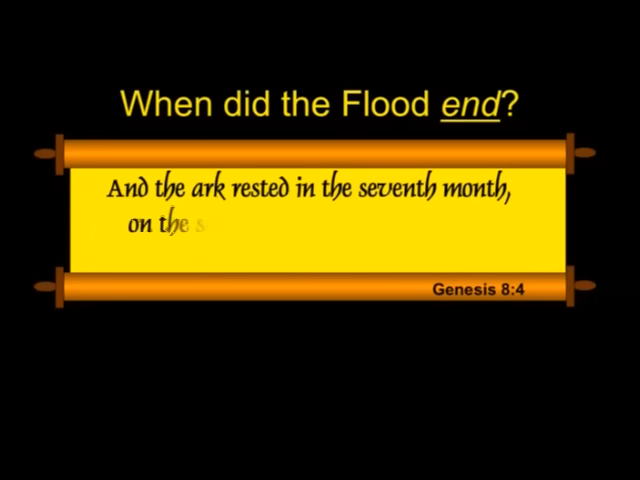 When did the Flood end?
And the ark rested in the seventh month,
on the s
Genesis 8:4